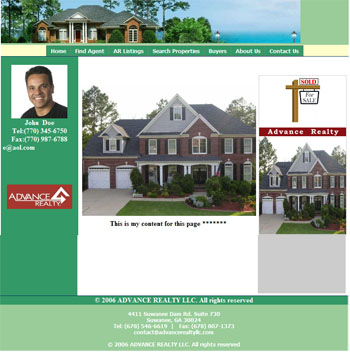 Home Find Agent AR Listings Search Properties Buyers About Us Contact Us
John Doe
Tel:(770) 345-6750
Fax:(770) 987-6788
e@aol.com
ADVANCE
REALTY
SOLD
For
SALE
Advance Realty
This is my content for this page *******
© 2006 ADVANCE REALTY LLC. All rights reserved
4411 Suwanee Dam Rd. Suite 730
Suwanee, GA 30024
Tel: (678) 546-6619 | Fax: (678) 867-1373
contact@advancerealtyllc.com
© 2006 ADVANCE REALTY LLC. All rights reserved